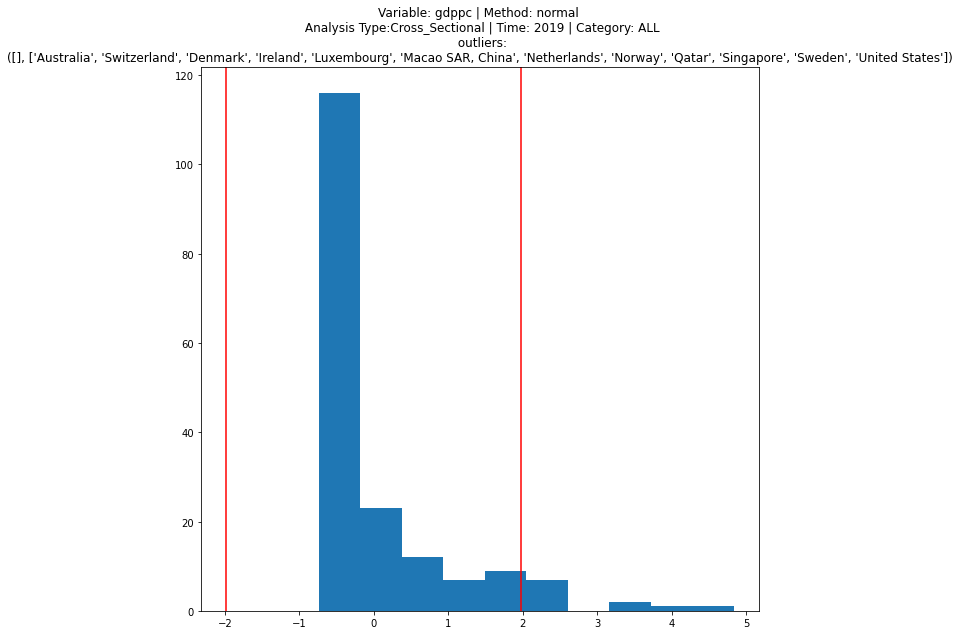 Variable: gdppc | Method: normal
Analysis Type:Cross_Sectional | Time: 2019 | Category: ALL
outliers:
([], ['Australia', 'Switzerland', 'Denmark', 'Ireland', 'Luxembourg', 'Macao SAR, China', 'Netherlands', 'Norway', 'Qatar', 'Singapore', 'Sweden', 'United States'])
120
100
80
60
40
20
0
−2 −1 0 1 2 3 4 5